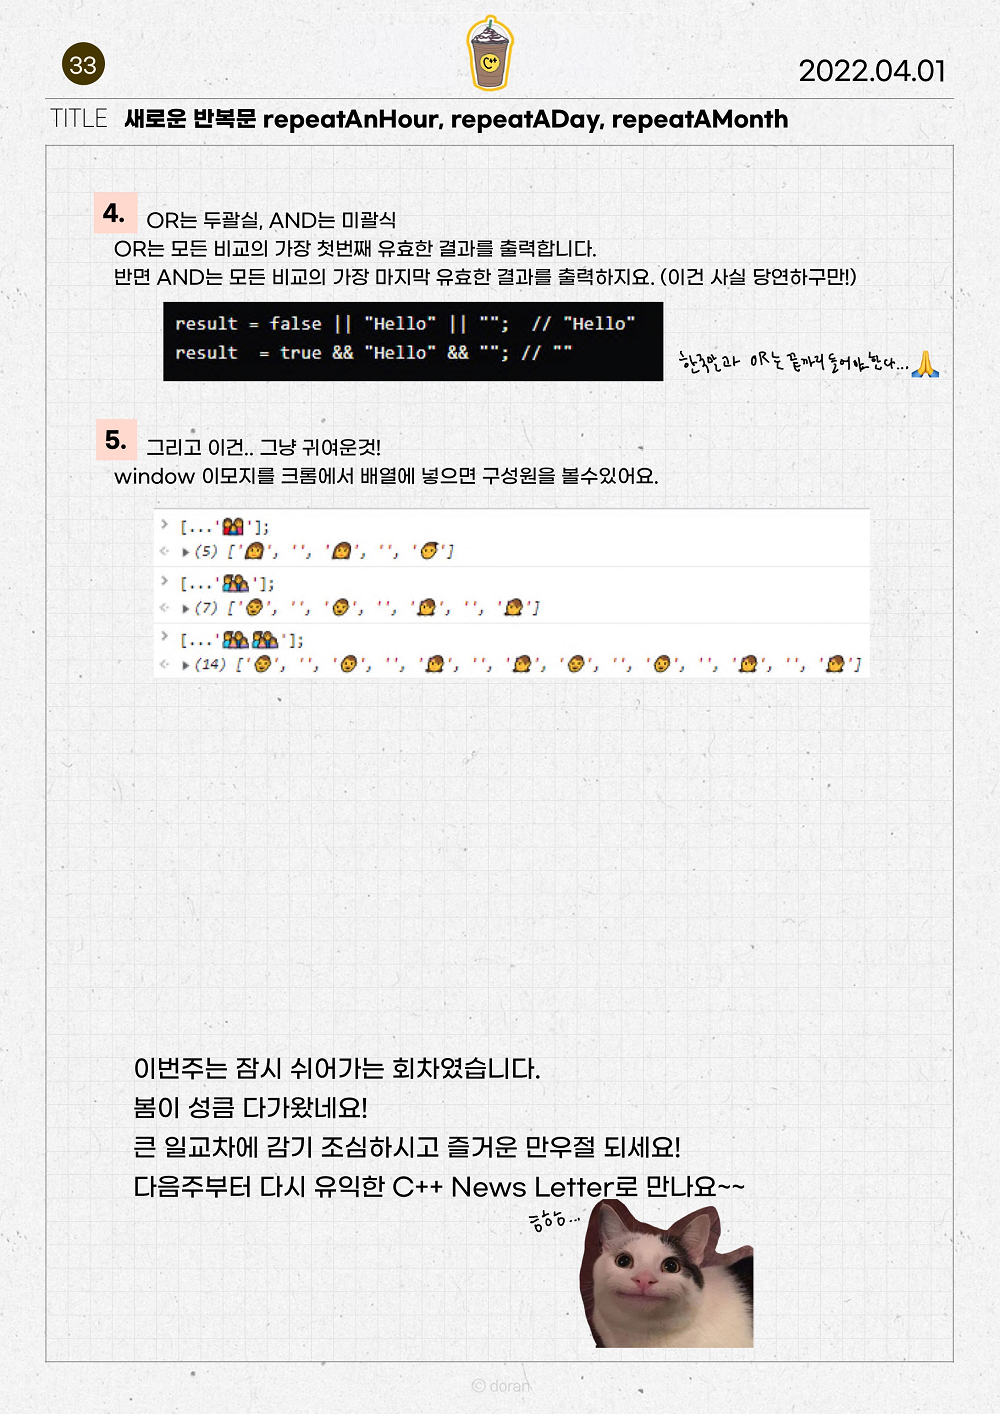 33
C++
2022.04.01
TITLE 새로운 반복문 repeatAnHour, repeatADay, repeatAMonth
4. OR는 두괄실, AND는 미괄식
OR는 모든 비교의 가장 첫번째 유효한 결과를 출력합니다.
반면 AND는 모든 비교의 가장 마지막 유효한 결과를 출력하지요. (이건 사실 당연하구만!)
result = false || "Hello" || "";  // "Hello"
result  = true && "Hello" && ""; // ""
한국말과 OR는 끝까지 들어야한다...🙏
5. 그리고 이건.. 그냥 귀여운것!
window 이모지를 크롬에서 배열에 넣으면 구성원을 볼수있어요.
> [...'👩‍👩‍👦'];
<· ▶(5) ['👩', '', '👩', '', '👦']
> [...'👨‍👨‍👧‍👧'];
<· ▶(7) ['👨', '', '👨', '', '👧', '', '👧']
> [...'👨‍👨‍👧‍👧👨‍👨‍👧‍👧'];
<· ▶(14) ['👨', '', '👨', '', '👧', '', '👧', '👨', '', '👨', '', '👧', '', '👧']
이번주는 잠시 쉬어가는 회차였습니다.
봄이 성큼 다가왔네요!
큰 일교차에 감기 조심하시고 즐거운 만우절 되세요!
다음주부터 다시 유익한 C++ News Letter로 만나요~~
© doran